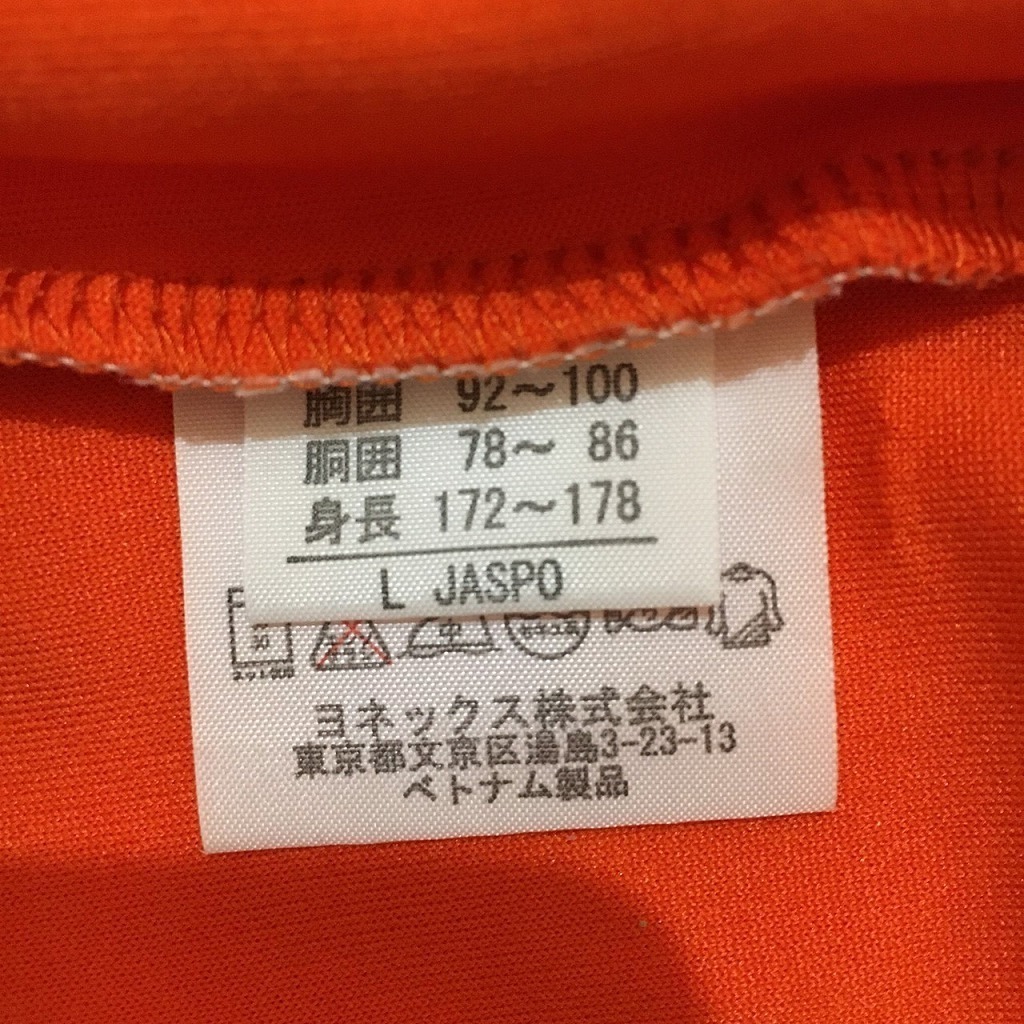 胸囲 92～100
胴囲 78～ 86
身長 172～178
L JASPO
ヨネックス株式会社
東京都文京区湯島3-23-13
ベトナム製品